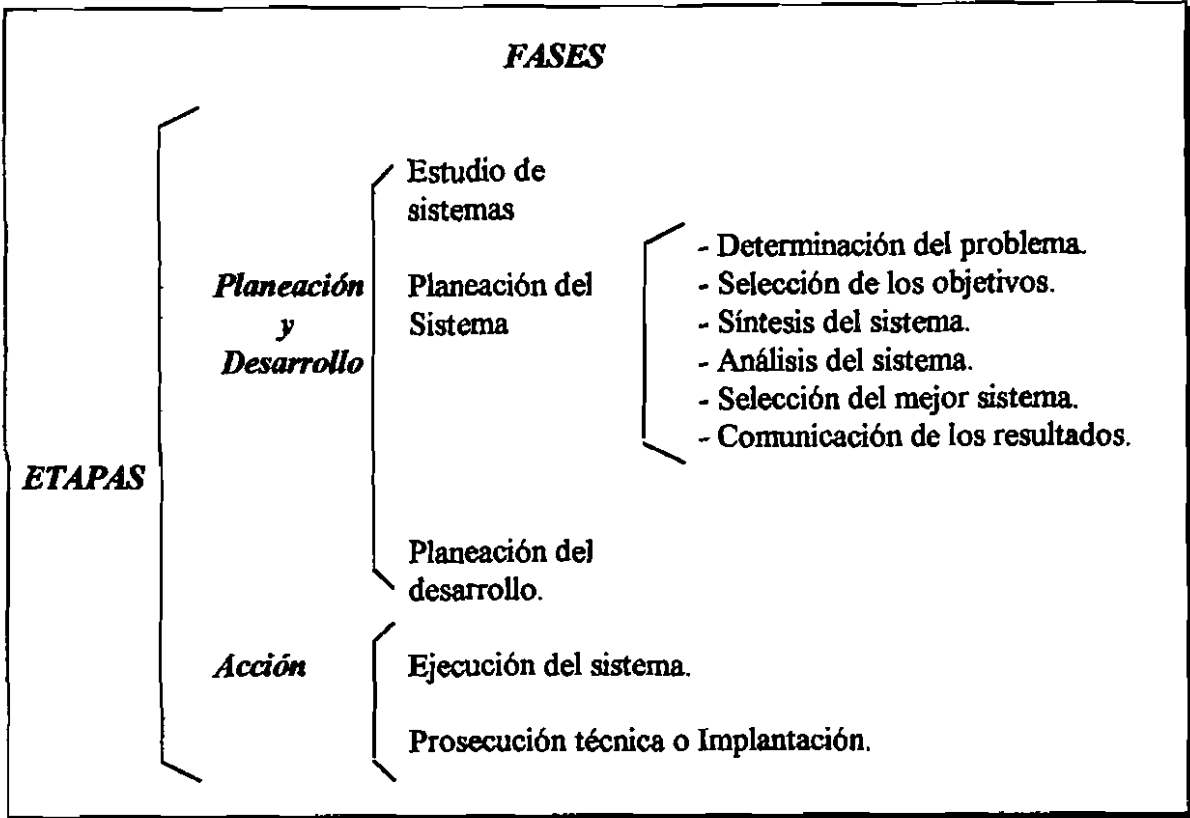 FASES
ETAPAS
Planeación
y
Desarrollo
Estudio de
sistemas
Planeación del
Sistema
- Determinación del problema.
- Selección de los objetivos.
- Síntesis del sistema.
- Análisis del sistema.
- Selección del mejor sistema.
- Comunicación de los resultados.
Planeación del
desarrollo.
Acción
Ejecución del sistema.
Prosecución técnica o Implantación.